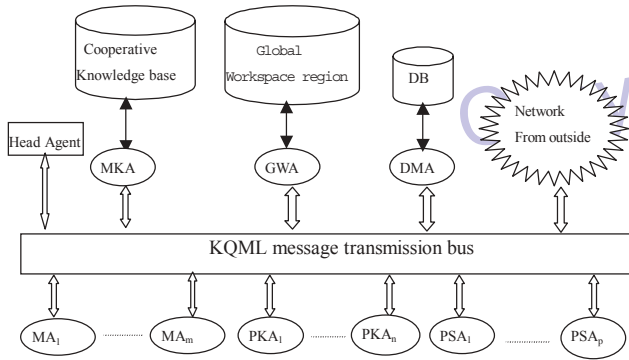 Cooperative
Knowledge base
Global
Workspace region
DB
Network
From outside
Head Agent
MKA
GWA
DMA
KQML message transmission bus
MA1 ........... MAm PKA1 ........... PKAn PSA1 ........... PSAp